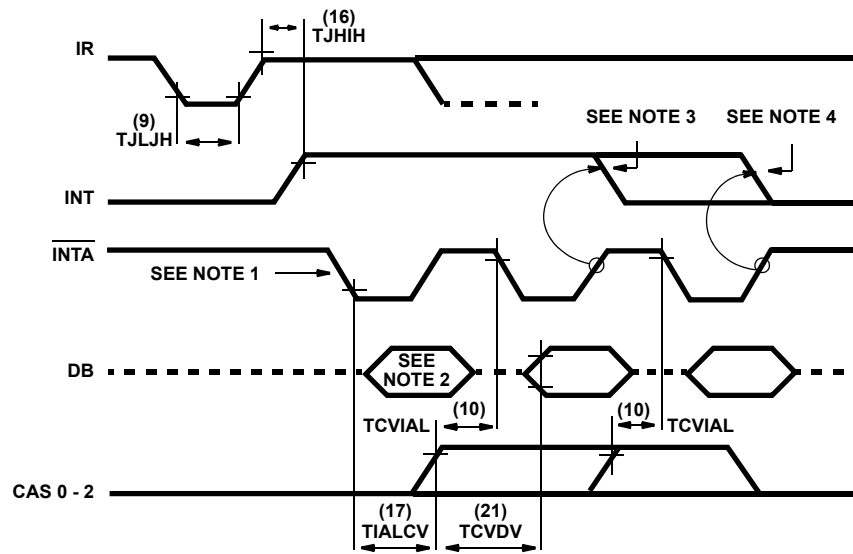 (16)
TJHIH
IR
(9)
TJLJH
SEE NOTE 3
SEE NOTE 4
INT
INTA
SEE NOTE 1
DB
SEE
NOTE 2
TCVIAL
(10)
(10)
TCVIAL
CAS 0 - 2
(17)
TIALCV
(21)
TCVDV